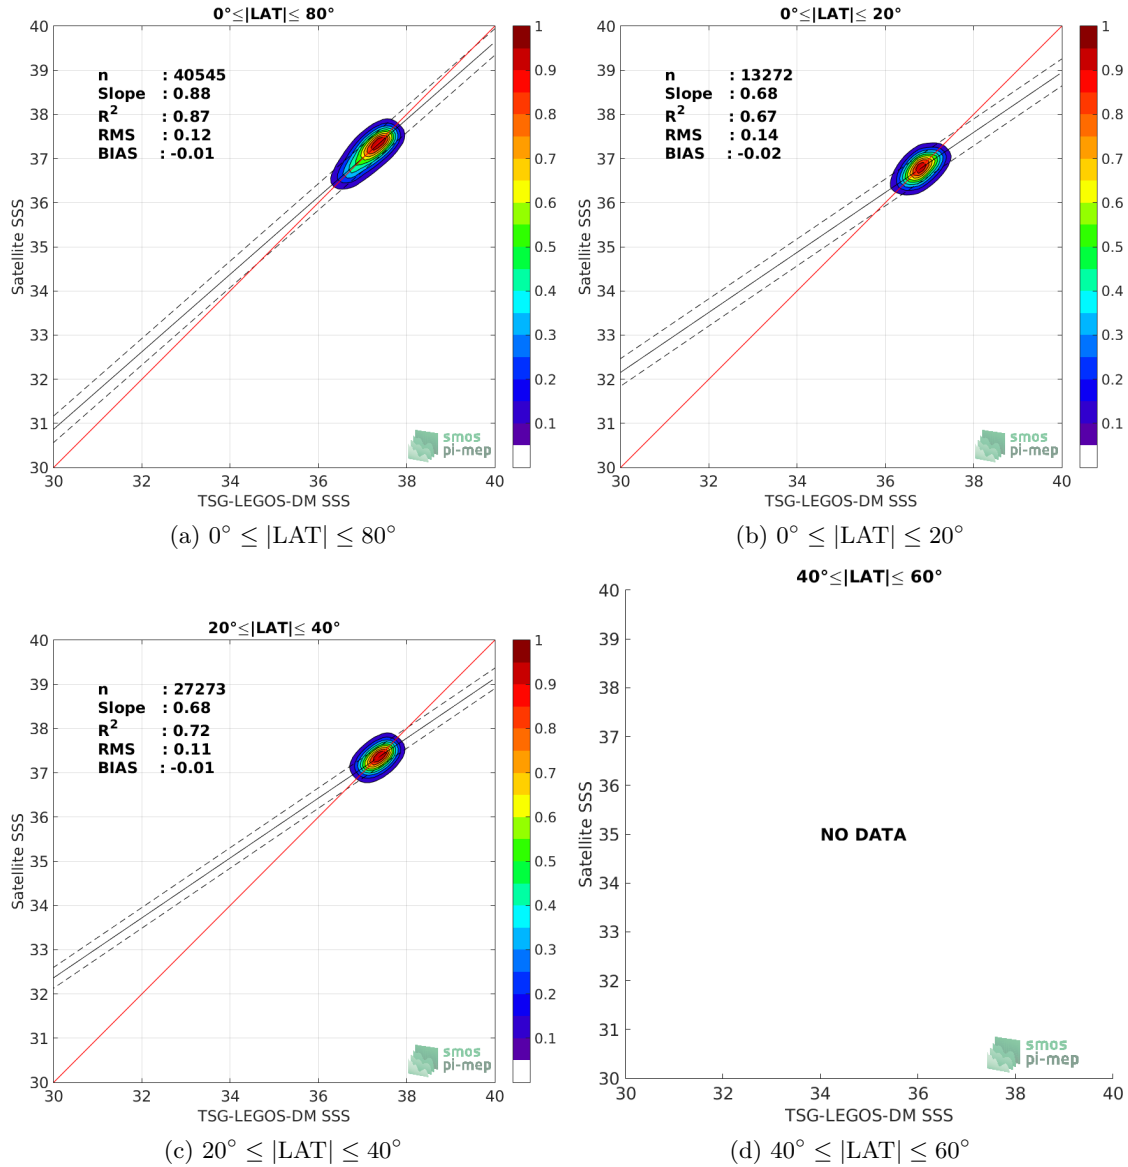 0°≤|LAT|≤ 80°
40
39
38
37
36
35
34
33
32
31
30
Satellite SSS
n : 40545
Slope : 0.88
R2 : 0.87
RMS : 0.12
BIAS : -0.01
smos
pi-mep
30 32 34 36 38 40
TSG-LEGOS-DM SSS
1
0.9
0.8
0.7
0.6
0.5
0.4
0.3
0.2
0.1
(a) 0° ≤ |LAT| ≤ 80°
0°≤|LAT|≤ 20°
40
39
38
37
36
35
34
33
32
31
30
Satellite SSS
n : 13272
Slope : 0.68
R2 : 0.67
RMS : 0.14
BIAS : -0.02
smos
pi-mep
30 32 34 36 38 40
TSG-LEGOS-DM SSS
1
0.9
0.8
0.7
0.6
0.5
0.4
0.3
0.2
0.1
(b) 0° ≤ |LAT| ≤ 20°
20°≤|LAT|≤ 40°
40
39
38
37
36
35
34
33
32
31
30
Satellite SSS
n : 27273
Slope : 0.68
R2 : 0.72
RMS : 0.11
BIAS : -0.01
smos
pi-mep
30 32 34 36 38 40
TSG-LEGOS-DM SSS
1
0.9
0.8
0.7
0.6
0.5
0.4
0.3
0.2
0.1
(c) 20° ≤ |LAT| ≤ 40°
40°≤|LAT|≤ 60°
40
39
38
37
36
35
34
33
32
31
30
Satellite SSS
NO DATA
smos
pi-mep
30 32 34 36 38 40
TSG-LEGOS-DM SSS
(d) 40° ≤ |LAT| ≤ 60°